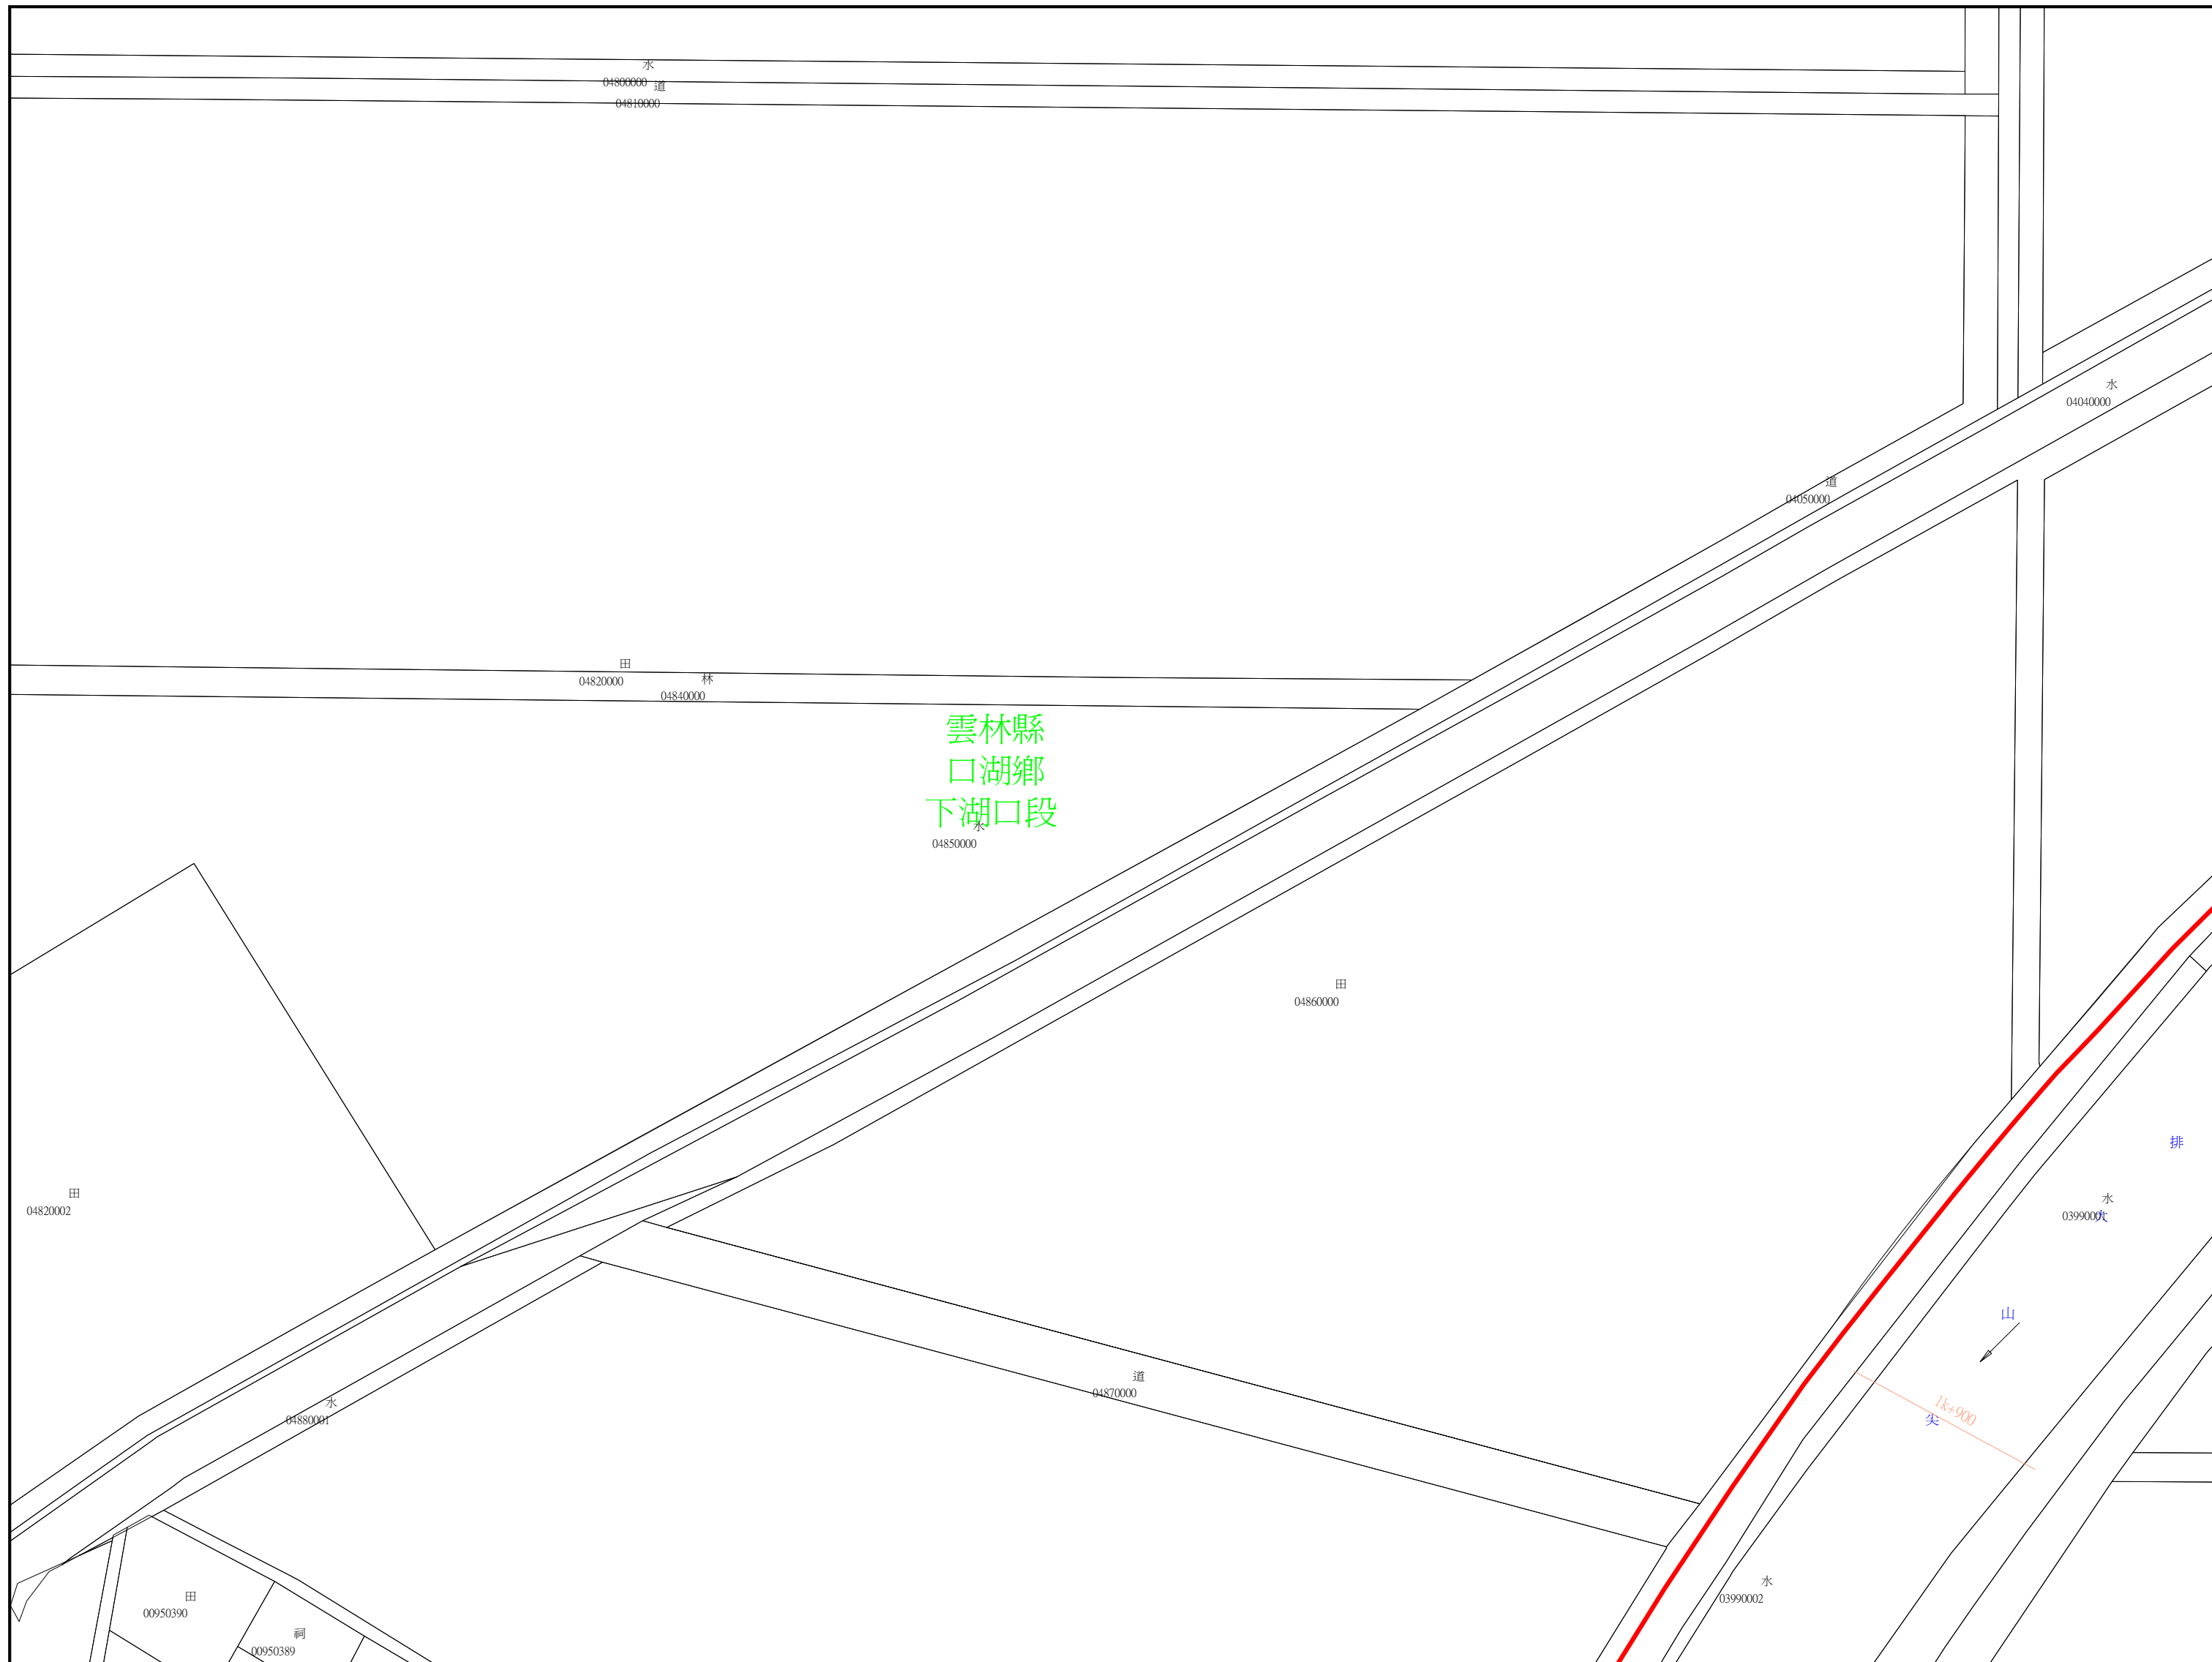 水
04800000
道
04810000
水
04040000
道
04050000
田
04820000
林
04840000
雲林縣
口湖鄉
下湖口段
水
04850000
田
04860000
排
田
04820002
水
03990001
大
山
道
04870000
1k+900
水
04880001
尖
水
03990002
田
00950390
祠
00950389